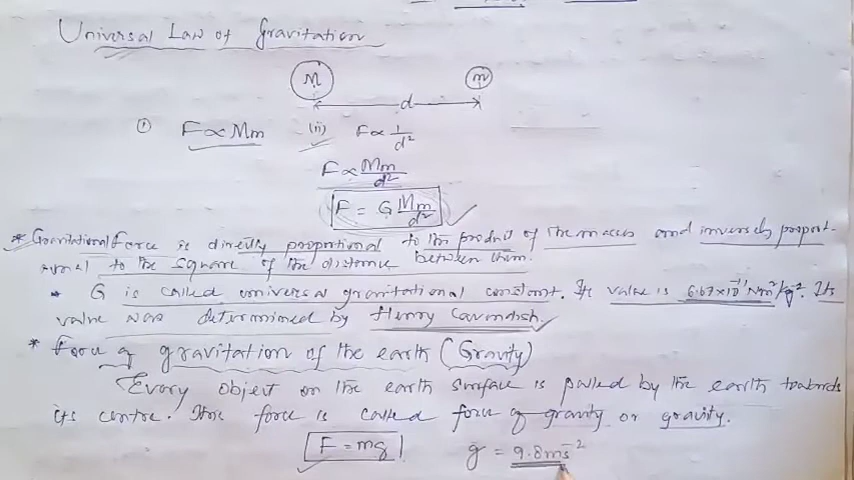 Universal Law of Gravitation
M m
d
① F ∝ Mm (ii) F ∝ 1/d²
F ∝ Mm/d²
F = G Mm/d²
* Gravitational Force is directly proportional to the product of the masses and inversely proport-
ional to the square of the distance between them.
* G is called universal gravitational constant. Its value is 6.67×10⁻¹¹ Nm²/kg². Its
value was determined by Henry Cavendish.
* Force of gravitation of the earth (Gravity)
Every object on the earth surface is pulled by the earth towards
its centre. This force is called force of gravity or gravity.
F = mg g = 9.8ms⁻²